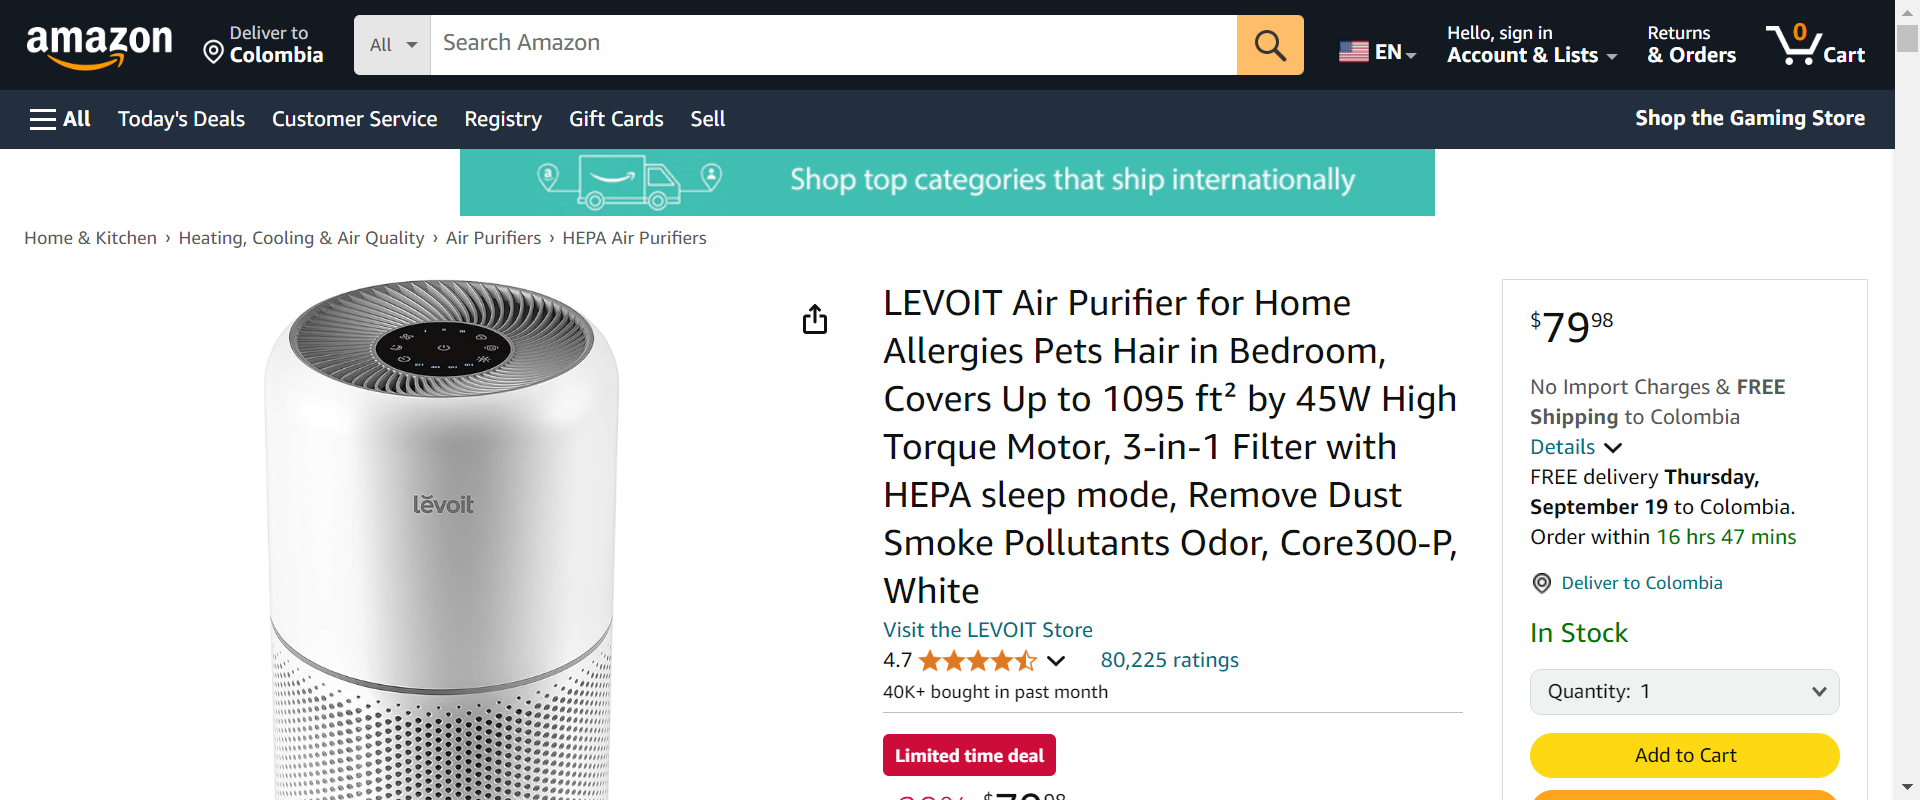 amazon
Deliver to
Colombia
All
Search Amazon
EN
Hello, sign in
Account & Lists
Returns
& Orders
0
Cart
All
Today's Deals
Customer Service
Registry
Gift Cards
Sell
Shop the Gaming Store
a
Shop top categories that ship internationally
Home & Kitchen › Heating, Cooling & Air Quality › Air Purifiers › HEPA Air Purifiers
levoit
LEVOIT Air Purifier for Home
Allergies Pets Hair in Bedroom,
Covers Up to 1095 ft² by 45W High
Torque Motor, 3-in-1 Filter with
HEPA sleep mode, Remove Dust
Smoke Pollutants Odor, Core300-P,
White
Visit the LEVOIT Store
4.7
80,225 ratings
40K+ bought in past month
Limited time deal
$79.98
$79 98
No Import Charges & FREE
Shipping to Colombia
Details
FREE delivery Thursday,
September 19 to Colombia.
Order within 16 hrs 47 mins
Deliver to Colombia
In Stock
Quantity: 1
Add to Cart